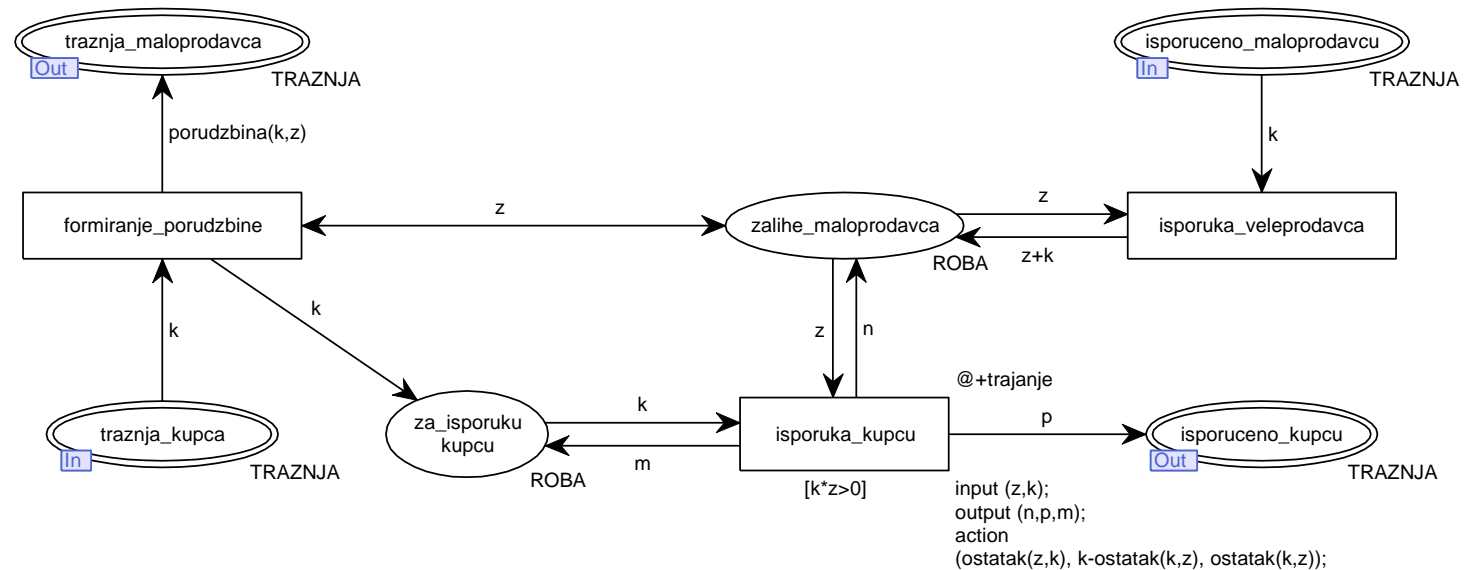 traznja_maloprodavca
Out
TRAZNJA
isporuceno_maloprodavcu
In
TRAZNJA
porudzbina(k,z)
k
formiranje_porudzbine
z
zalihe_maloprodavca
ROBA
z
z+k
isporuka_veleprodavca
k
k
z
n
@+trajanje
traznja_kupca
In
TRAZNJA
za_isporuku
kupcu
ROBA
k
m
isporuka_kupcu
[k*z>0]
p
isporuceno_kupcu
Out
TRAZNJA
input (z,k);
output (n,p,m);
action
(ostatak(z,k), k-ostatak(k,z), ostatak(k,z));